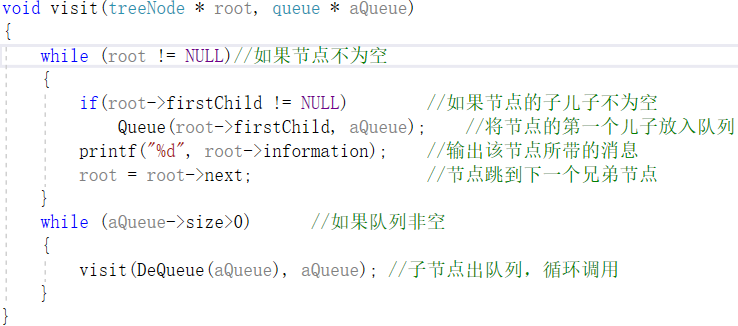 void visit(treeNode * root, queue * aQueue)
{
while (root != NULL)//如果节点不为空
{
if(root->firstChild != NULL) //如果节点的子儿子不为空
Queue(root->firstChild, aQueue); //将节点的第一个儿子放入队列
printf("%d", root->information); //输出该节点所带的消息
root = root->next; //节点跳到下一个兄弟节点
}
while (aQueue->size>0) //如果队列非空
{
visit(DeQueue(aQueue), aQueue); //子节点出队列，循环调用
}
}